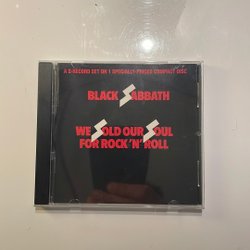 A 2-RECORD SET ON 1 SPECIALLY-PRICED COMPACT DISC
BLACK SABBATH
WE SOLD OUR SOUL
FOR ROCK 'N' ROLL